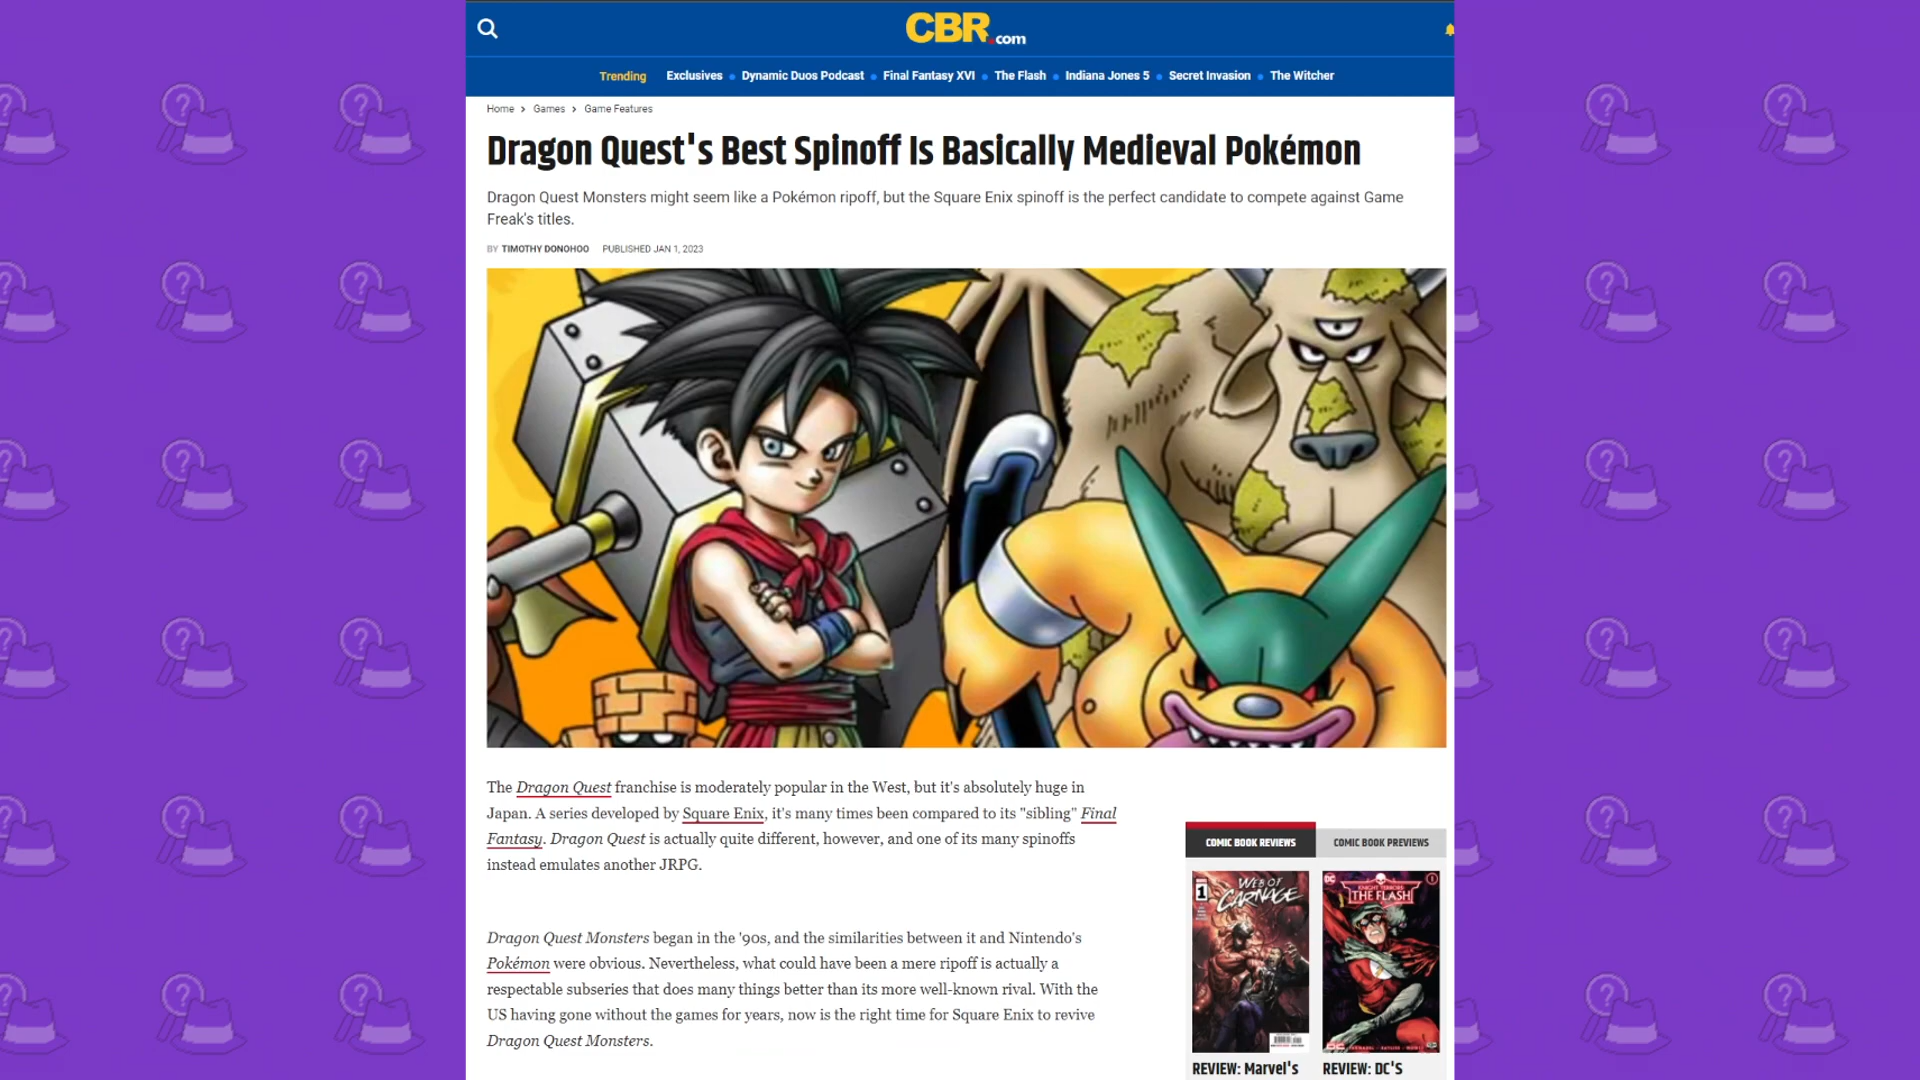 CBR.com
Trending Exclusives Dynamic Duos Podcast Final Fantasy XVI The Flash Indiana Jones 5 Secret Invasion The Witcher
Home > Games > Game Features
Dragon Quest's Best Spinoff Is Basically Medieval Pokémon
Dragon Quest Monsters might seem like a Pokémon ripoff, but the Square Enix spinoff is the perfect candidate to compete against Game
Freak's titles.
BY TIMOTHY DONOHOO PUBLISHED JAN 1, 2023
The Dragon Quest franchise is moderately popular in the West, but it's absolutely huge in
Japan. A series developed by Square Enix, it's many times been compared to its "sibling" Final
Fantasy. Dragon Quest is actually quite different, however, and one of its many spinoffs
instead emulates another JRPG.
Dragon Quest Monsters began in the '90s, and the similarities between it and Nintendo's
Pokémon were obvious. Nevertheless, what could have been a mere ripoff is actually a
respectable subseries that does many things better than its more well-known rival. With the
US having gone without the games for years, now is the right time for Square Enix to revive
Dragon Quest Monsters.
COMIC BOOK REVIEWS COMIC BOOK PREVIEWS
1
WEB OF
CARNAGE
DC
KNIGHT TERRORS
THE FLASH
REVIEW: Marvel's
REVIEW: DC'S